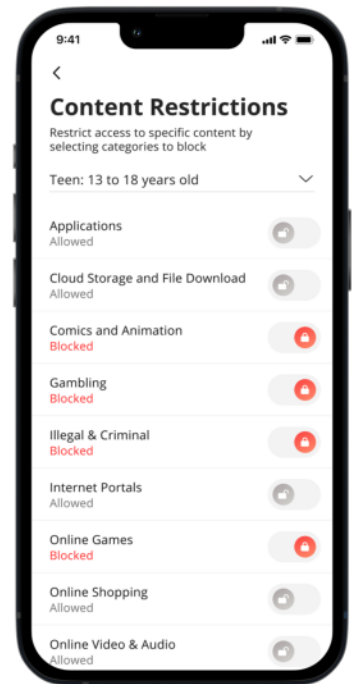 9:41
Content Restrictions
Restrict access to specific content by
selecting categories to block
Teen: 13 to 18 years old
Applications
Allowed
Cloud Storage and File Download
Allowed
Comics and Animation
Blocked
Gambling
Blocked
Illegal & Criminal
Blocked
Internet Portals
Allowed
Online Games
Blocked
Online Shopping
Allowed
Online Video & Audio
Allowed